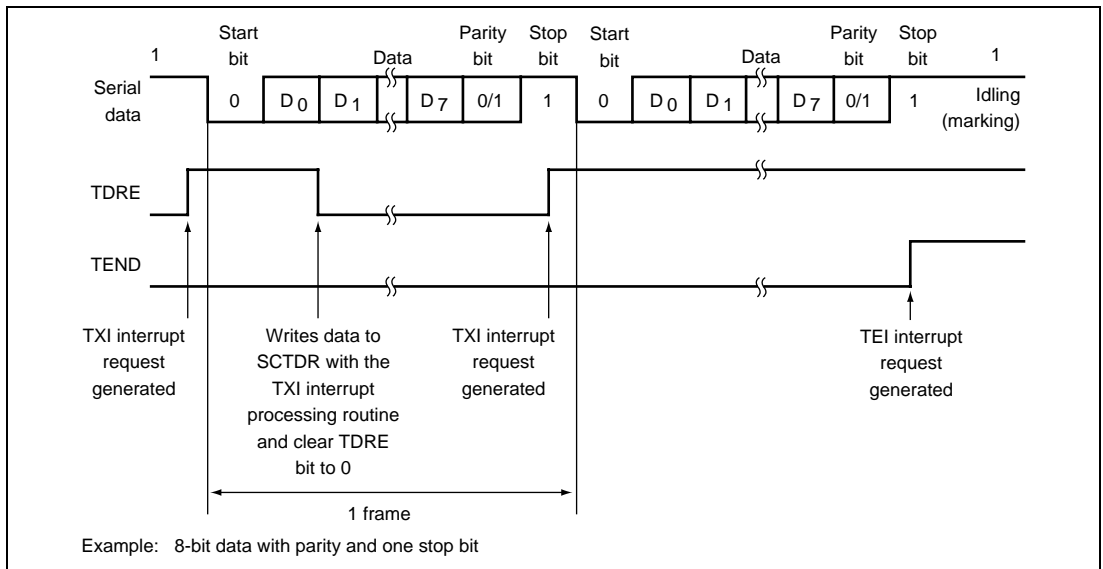 Start Parity Stop Start Parity Stop
1 bit Data bit bit bit Data bit bit 1
Serial data
0 D0 D1 D7 0/1 1 0 D0 D1 D7 0/1 1 Idling (marking)
TDRE
TEND
TXI interrupt
request
generated
Writes data to
SCTDR with the
TXI interrupt
processing routine
and clear TDRE
bit to 0
TXI interrupt
request
generated
TEI interrupt
request
generated
1 frame
Example: 8-bit data with parity and one stop bit